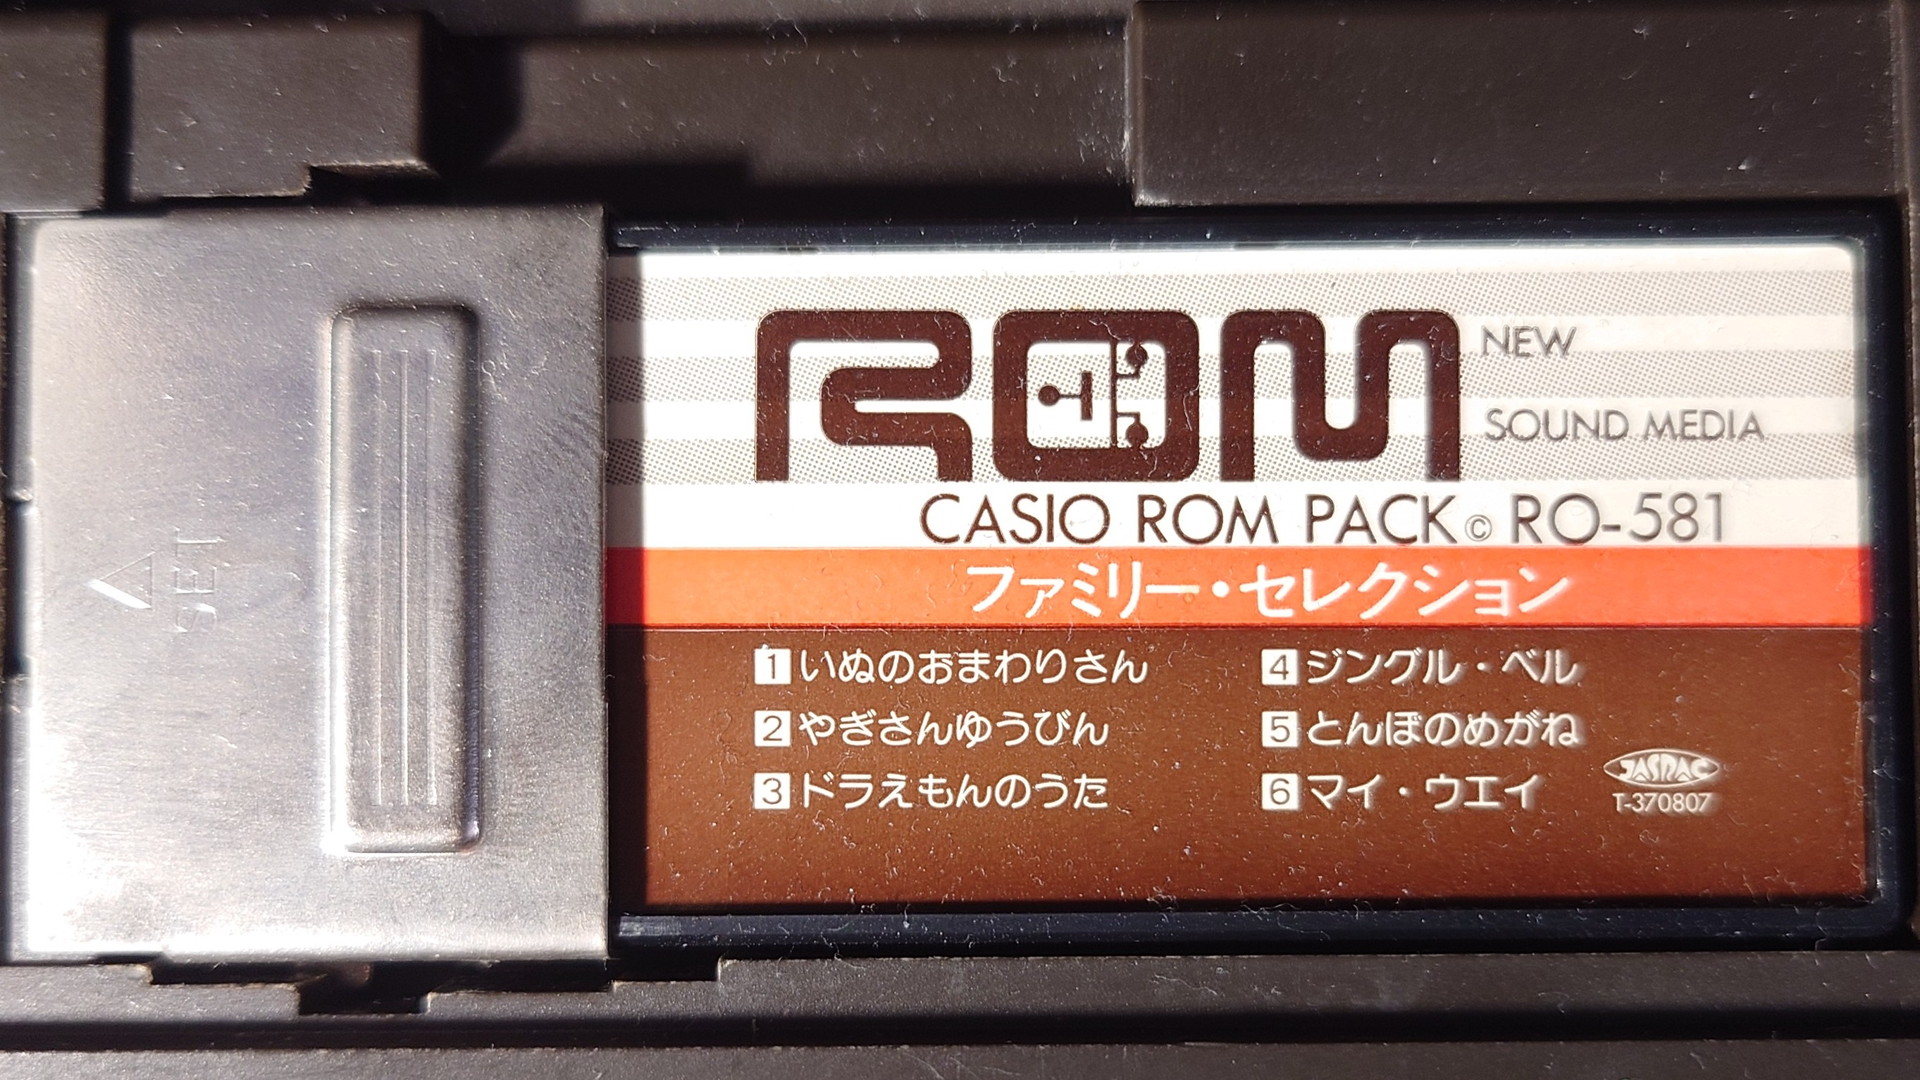 SET
ROM
NEW
SOUND MEDIA
CASIO ROM PACK © RO-581
ファミリー・セレクション
1 いぬのおまわりさん
2 やぎさんゆうびん
3 ドラえもんのうた
4 ジングル・ベル
5 とんぼのめがね
6 マイ・ウエイ
JASRAC
T-370807